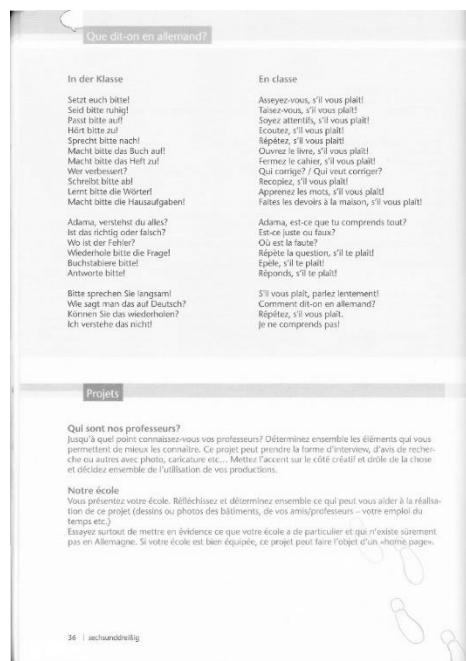 Que dit-on en allemand?
In der Klasse
Setzt euch bitte!
Seid bitte ruhig!
Passt bitte auf!
Hört bitte zu!
Sprecht bitte nach!
Macht bitte das Buch auf!
Macht bitte das Heft zu!
Wer verbessert?
Schreibt bitte ab!
Lernt bitte die Wörter!
Macht bitte die Hausaufgaben!
Adama, verstehst du alles?
Ist das richtig oder falsch?
Wo ist der Fehler?
Wiederhole bitte die Frage!
Buchstabiere bitte!
Antworte bitte!
Bitte sprechen Sie langsam!
Wie sagt man das auf Deutsch?
Können Sie das wiederholen?
Ich verstehe das nicht!
En classe
Asseyez-vous, s'il vous plaît!
Taisez-vous, s'il vous plaît!
Soyez attentifs, s'il vous plaît!
Ecoutez, s'il vous plaît!
Répétez, s'il vous plaît!
Ouvrez le livre, s'il vous plaît!
Fermez le cahier, s'il vous plaît!
Qui corrige? / Qui veut corriger?
Recopiez, s'il vous plaît!
Apprenez les mots, s'il vous plaît!
Faites les devoirs à la maison, s'il vous plaît!
Adama, est-ce que tu comprends tout?
Est-ce juste ou faux?
Où est la faute?
Répète la question, s'il te plaît!
Epèle, s'il te plaît!
Réponds, s'il te plaît!
S'il vous plaît, parlez lentement!
Comment dit-on en allemand?
Répétez, s'il vous plaît.
Je ne comprends pas!
Projets
Qui sont nos professeurs?
Jusqu'à quel point connaissez-vous vos professeurs? Déterminez ensemble les éléments qui vous
permettent de mieux les connaître. Ce projet peut prendre la forme d'interview, d'avis de recher-
che ou autres avec photo, caricature etc... Mettez l'accent sur le côté créatif et drôle de la chose
et décidez ensemble de l'utilisation de vos productions.
Notre école
Vous présentez votre école. Réfléchissez et déterminez ensemble ce qui peut vous aider à la réalisa-
tion de ce projet (dessins ou photos des bâtiments, de vos amis/professeurs – votre emploi du
temps etc.)
Essayez surtout de mettre en évidence ce que votre école a de particulier et qui n'existe sûrement
pas en Allemagne. Si votre école est bien équipée, ce projet peut faire l'objet d'un «home page».
36 | sechsunddreißig